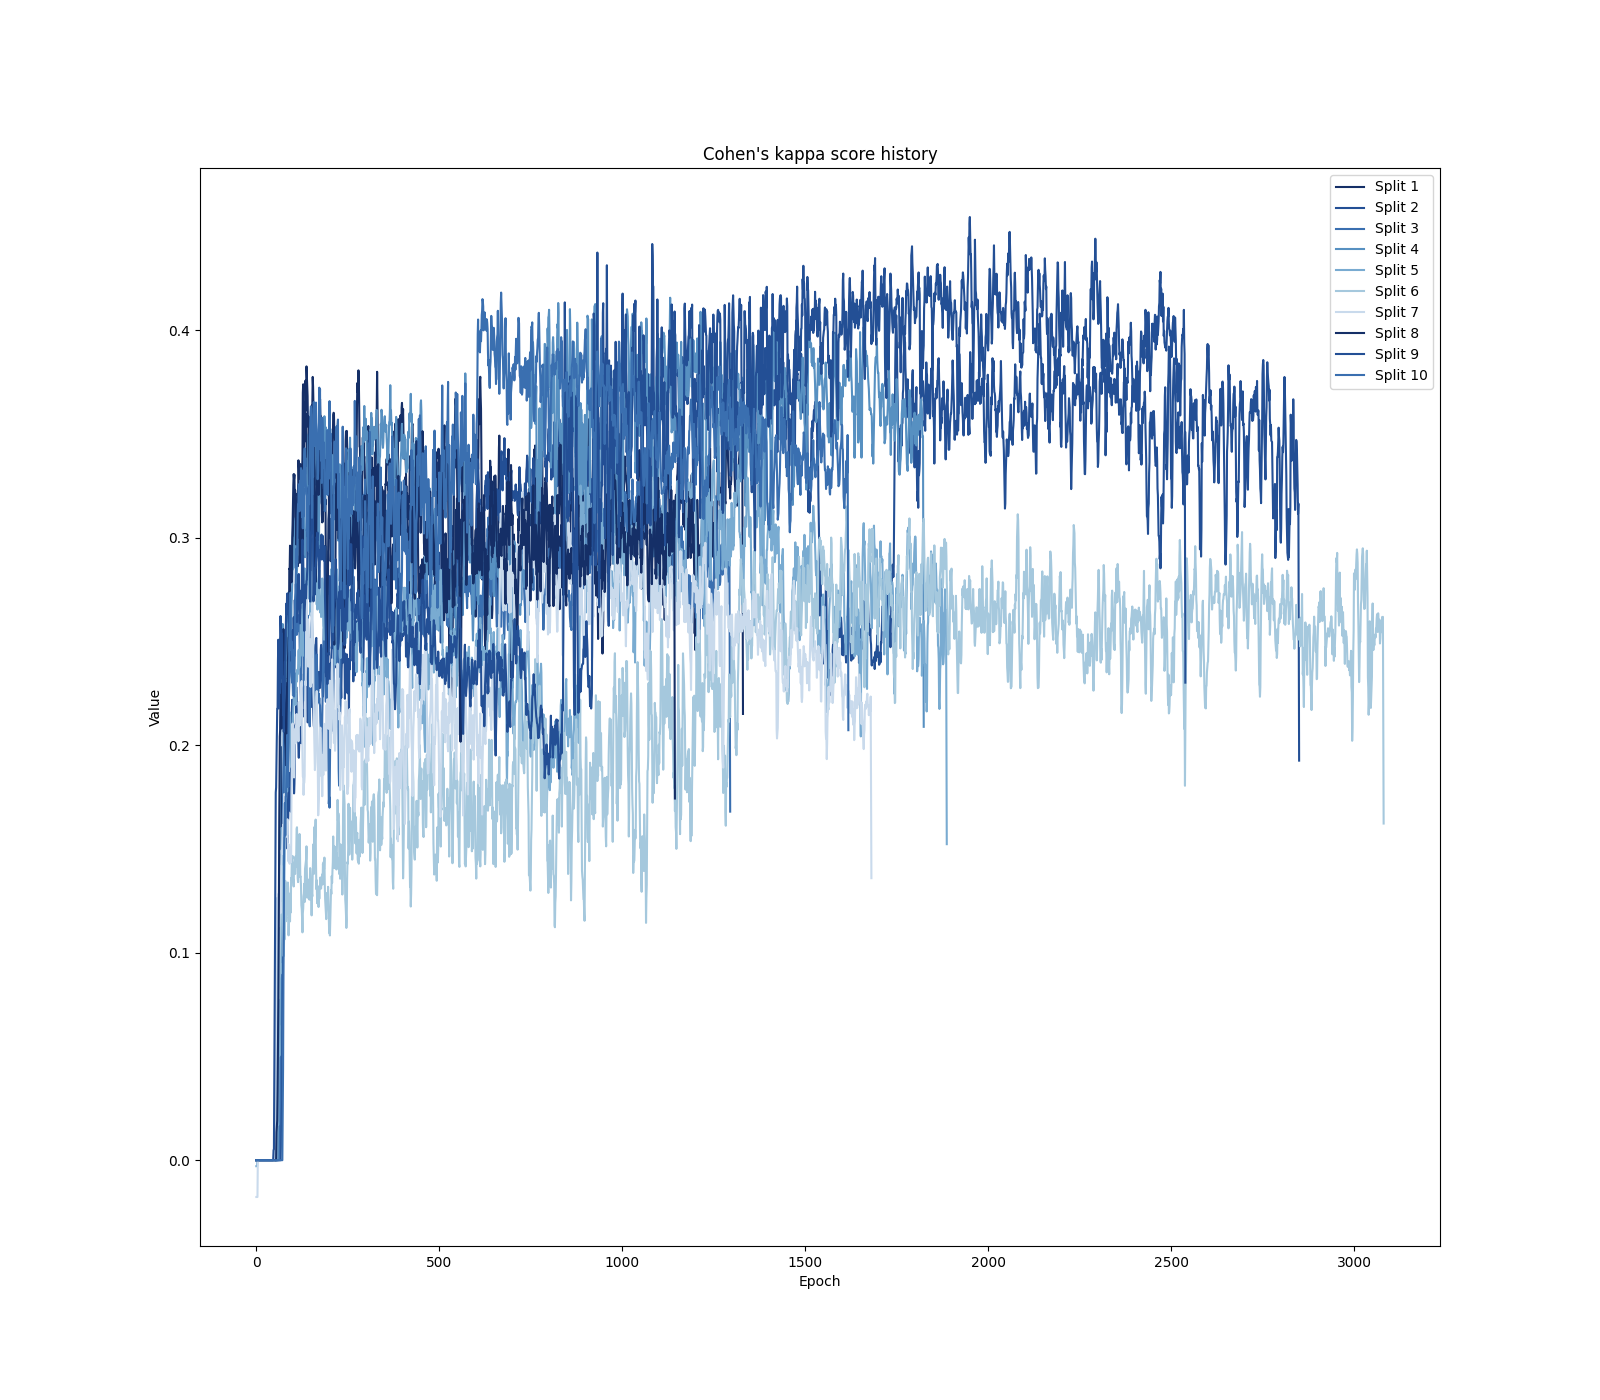 Cohen's kappa score history
Split 1
Split 2
Split 3
Split 4
Split 5
Split 6
Split 7
Split 8
Split 9
Split 10
Value
0.4
0.3
0.2
0.1
0.0
0 500 1000 1500 2000 2500 3000
Epoch